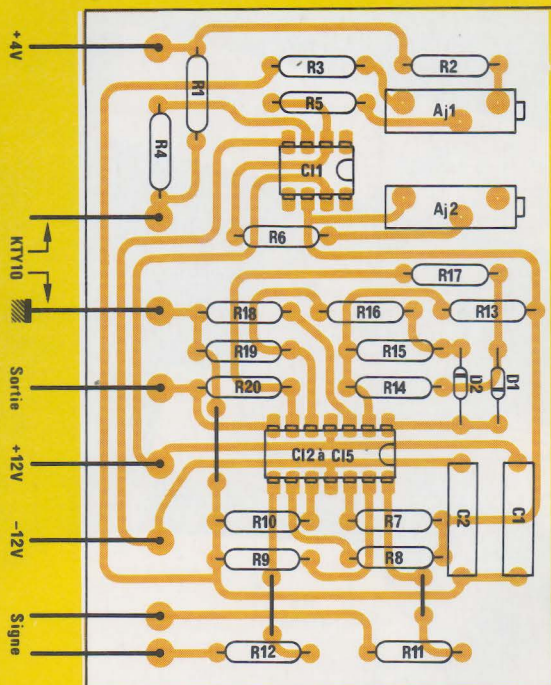 +4V
KTY10
Sortie
+12V
-12V
Signe
R1
R3
R2
R5
Aj1
R4
CI1
Aj2
R6
R17
R18
R16
R13
R19
R15
R20
R14
D2
D1
CI2 à CI5
R10
R7
C2
C1
R9
R8
R12
R11